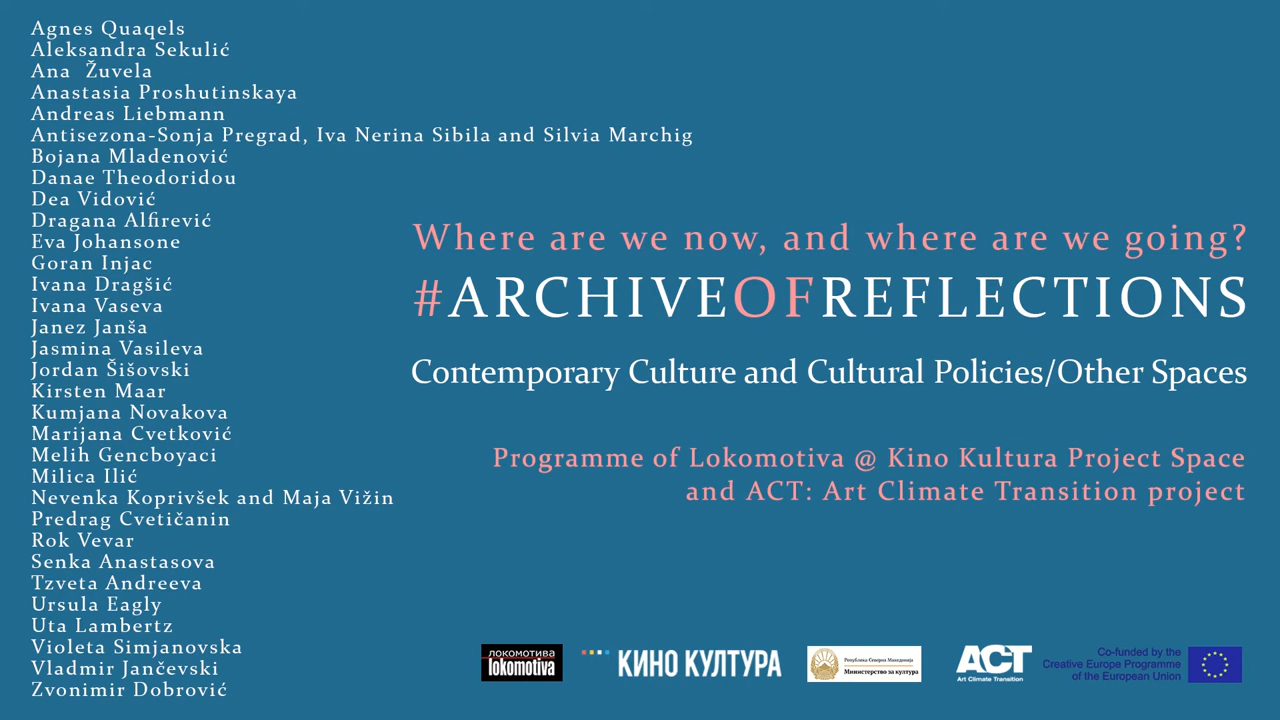 Agnes Quaqels
Aleksandra Sekulić
Ana Žuvela
Anastasia Proshutinskaya
Andreas Liebmann
Antisezona-Sonja Pregrad, Iva Nerina Sibila and Silvia Marchig
Bojana Mladenović
Danae Theodoridou
Dea Vidović
Dragana Alfirević
Eva Johansone
Goran Injac
Ivana Dragšić
Ivana Vaseva
Janez Janša
Jasmina Vasileva
Jordan Šišovski
Kirsten Maar
Kumjana Novakova
Marijana Cvetković
Melih Gencboyaci
Milica Ilić
Nevenka Koprivšek and Maja Vižin
Predrag Cvetičanin
Rok Vevar
Senka Anastasova
Tzveta Andreeva
Ursula Eagly
Uta Lambertz
Violeta Simjanovska
Vladmir Jančevski
Zvonimir Dobrović
Where are we now, and where are we going?
#ARCHIVEOFREFLECTIONS
Contemporary Culture and Cultural Policies/Other Spaces
Programme of Lokomotiva @ Kino Kultura Project Space
and ACT: Art Climate Transition project
ЛОКОМОТИВА
lokomotiva
КИНО КУЛТУРА
Република Северна Македонија
Министерство за култура
ACT
Art Climate Transition
Co-funded by the
Creative Europe Programme
of the European Union